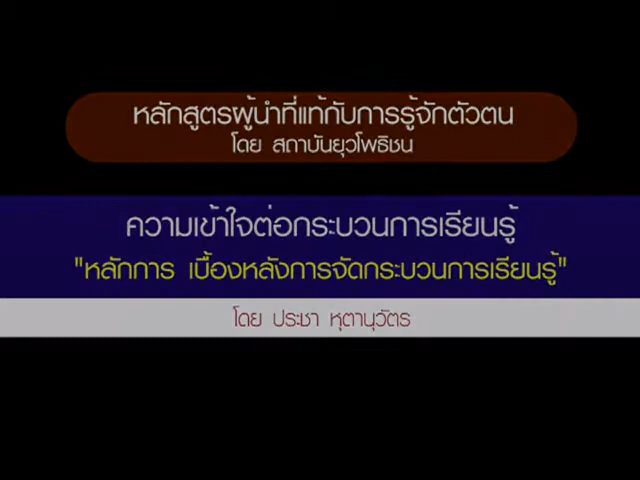 หลักสูตรผู้นำที่แท้กับการรู้จักตัวตน
โดย สถาบันยุวโพธิชน
ความเข้าใจต่อกระบวนการเรียนรู้
"หลักการ เบื้องหลังการจัดกระบวนการเรียนรู้"
โดย ประชา หุตานุวัตร